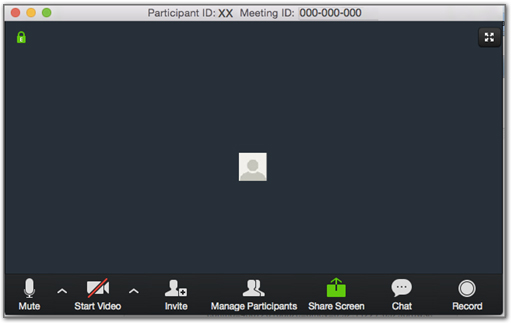 Participant ID: XX Meeting ID: 000-000-000
Mute Start Video Invite Manage Participants Share Screen Chat Record